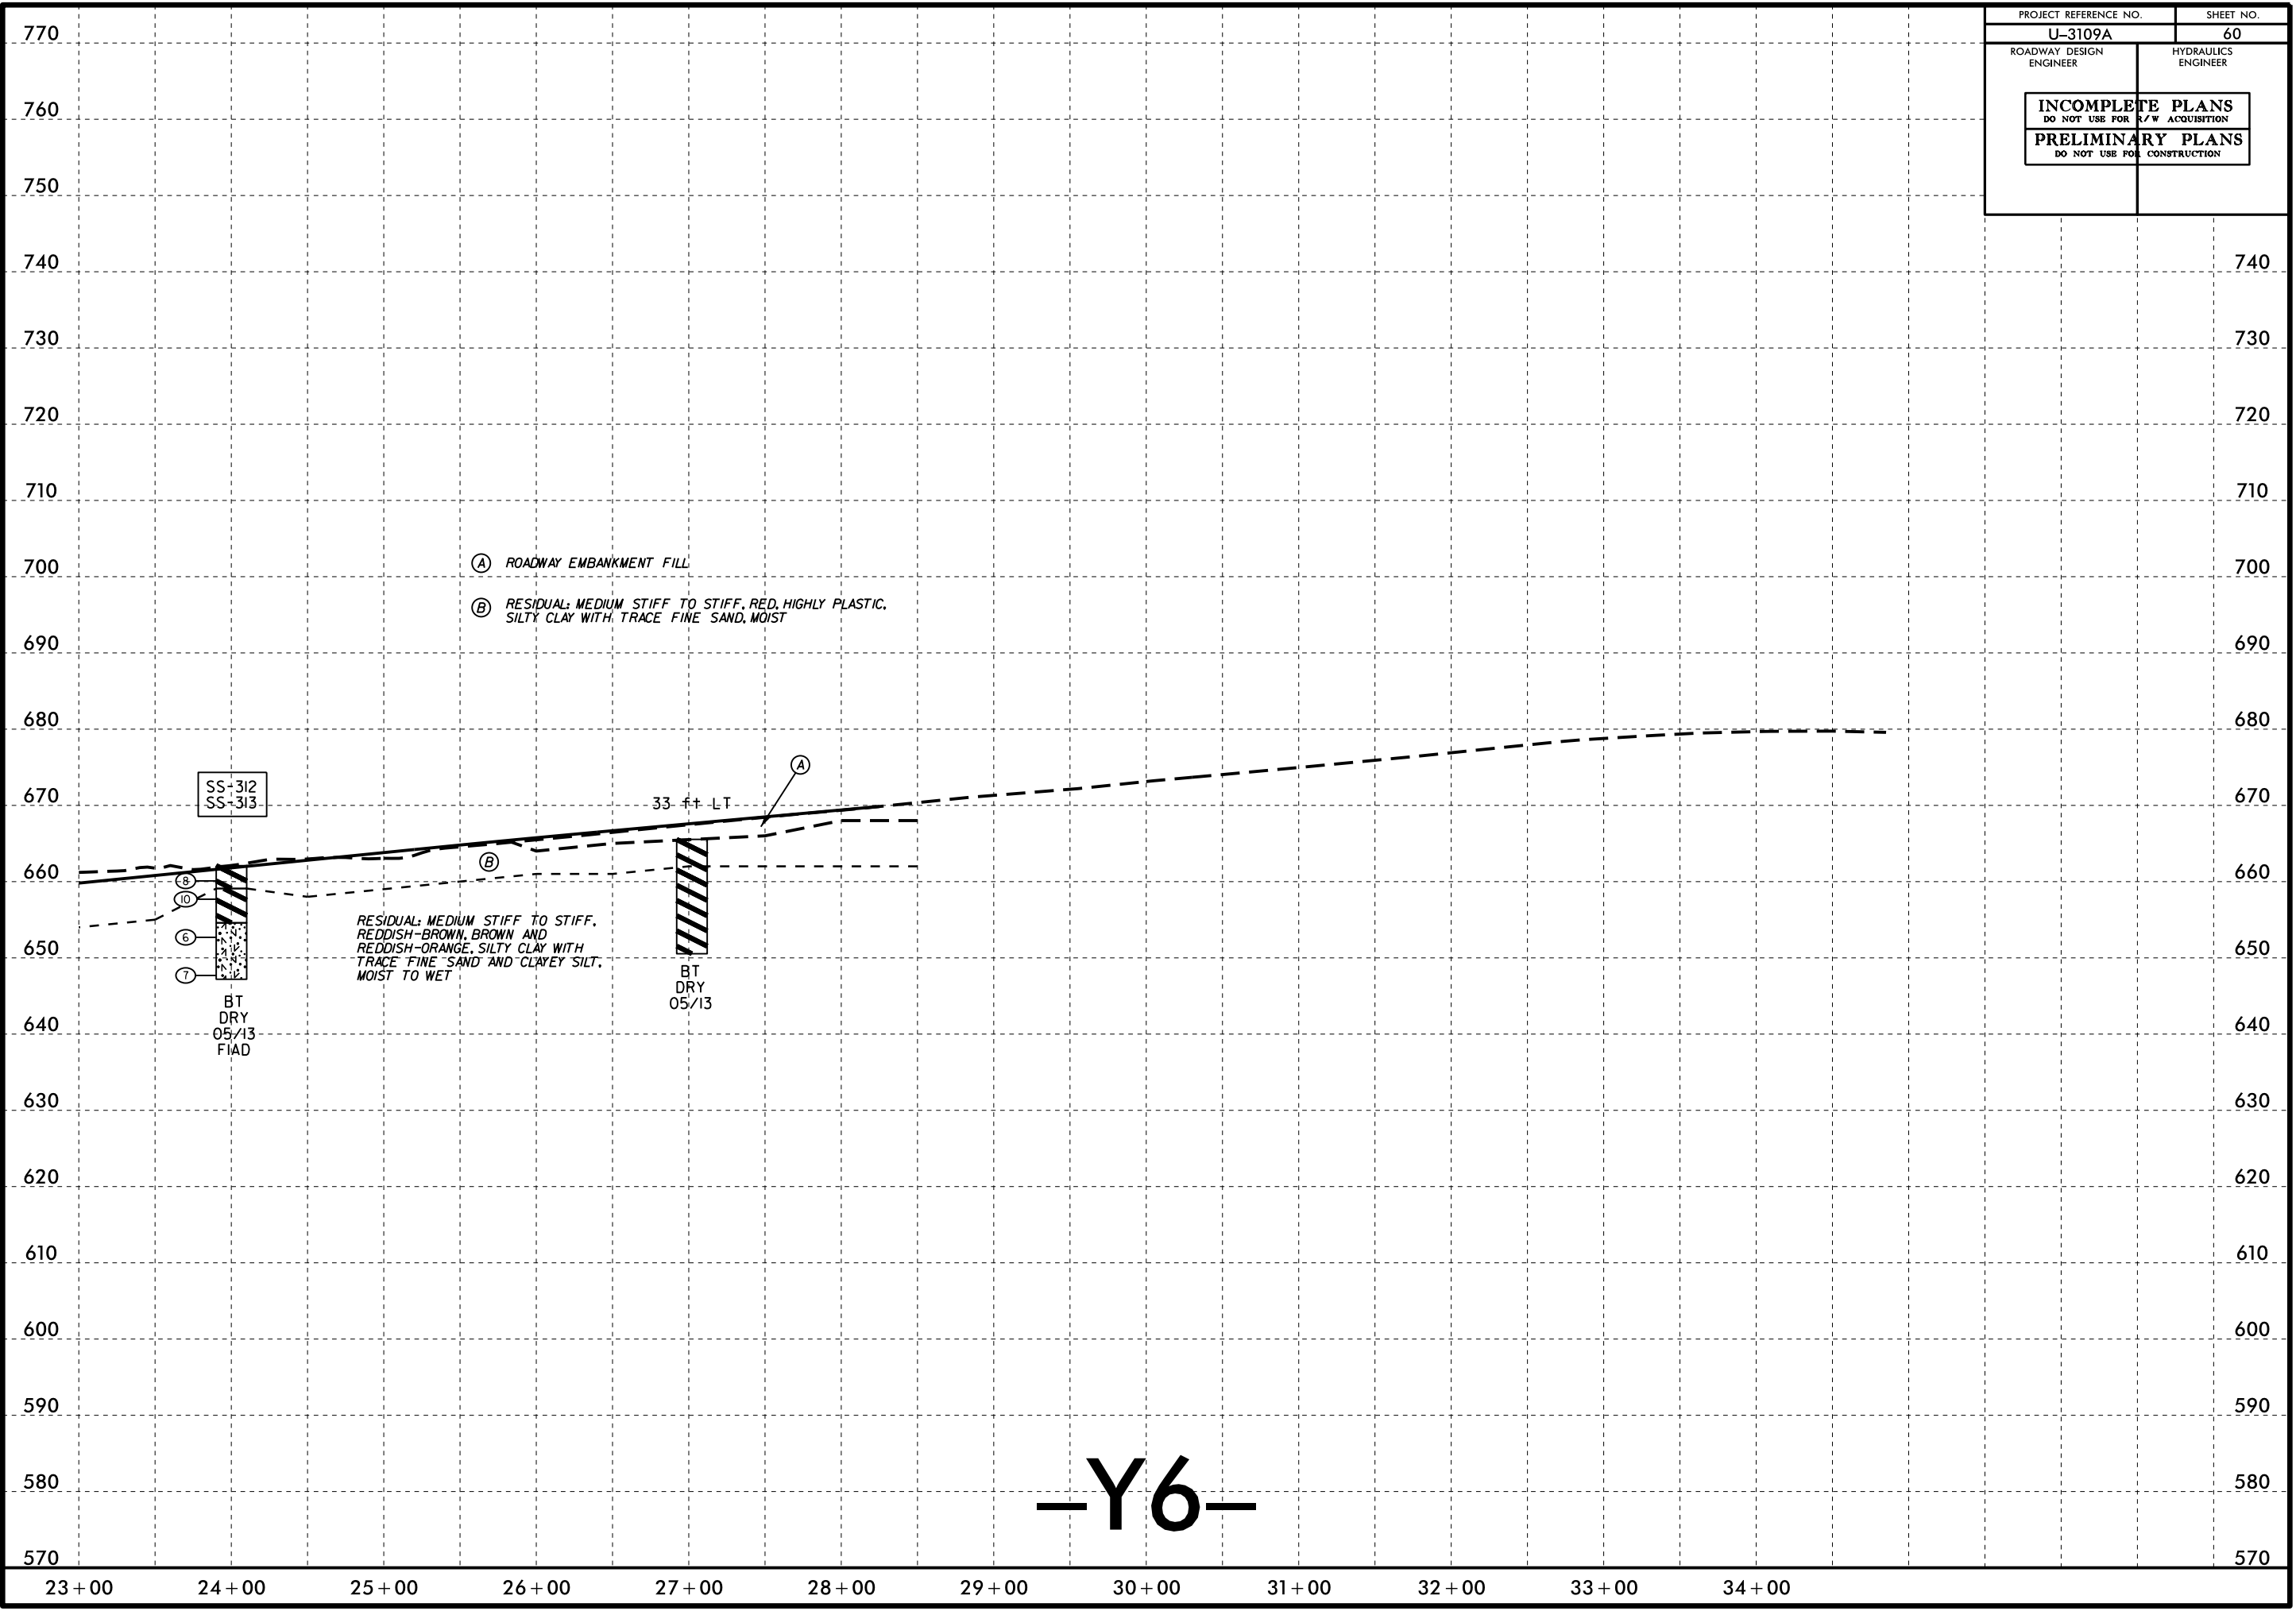 PROJECT REFERENCE NO. SHEET NO.
U-3109A 60
ROADWAY DESIGN ENGINEER
HYDRAULICS ENGINEER
INCOMPLETE PLANS
DO NOT USE FOR R/W ACQUISITION
PRELIMINARY PLANS
DO NOT USE FOR CONSTRUCTION
770
760
750
740 740
730 730
720 720
710 710
700 700
690 690
680 680
670 670
660 660
650 650
640 640
630 630
620 620
610 610
600 600
590 590
580 580
570 570
A ROADWAY EMBANKMENT FILL
B RESIDUAL: MEDIUM STIFF TO STIFF, RED, HIGHLY PLASTIC,
SILTY CLAY WITH TRACE FINE SAND, MOIST
SS-312
SS-313
33 ft LT
A
B
8
10
6
7
RESIDUAL: MEDIUM STIFF TO STIFF,
REDDISH-BROWN, BROWN AND
REDDISH-ORANGE, SILTY CLAY WITH
TRACE FINE SAND AND CLAYEY SILT,
MOIST TO WET
BT
DRY
05/13
FIAD
BT
DRY
05/13
-Y6-
23+00 24+00 25+00 26+00 27+00 28+00 29+00 30+00 31+00 32+00 33+00 34+00